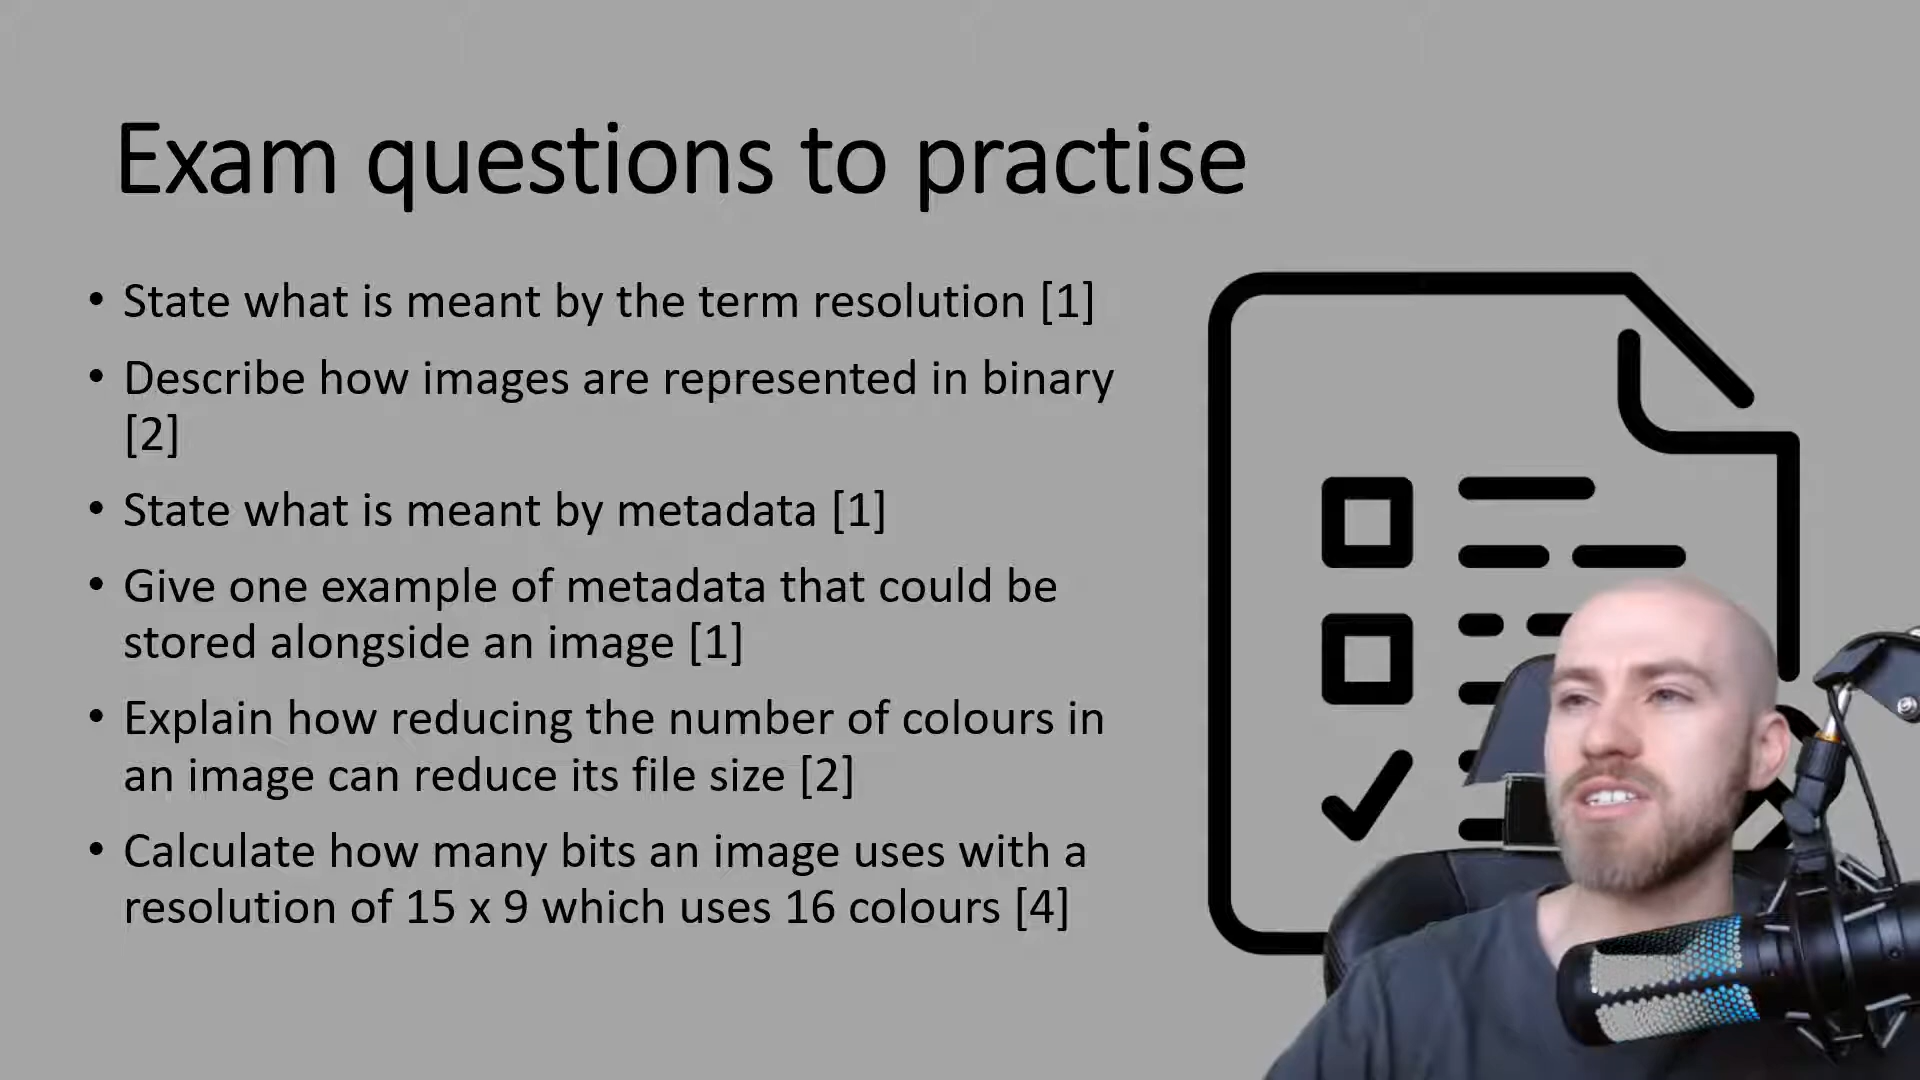 Exam questions to practise
• State what is meant by the term resolution [1]
• Describe how images are represented in binary
[2]
• State what is meant by metadata [1]
• Give one example of metadata that could be
stored alongside an image [1]
• Explain how reducing the number of colours in
an image can reduce its file size [2]
• Calculate how many bits an image uses with a
resolution of 15 x 9 which uses 16 colours [4]